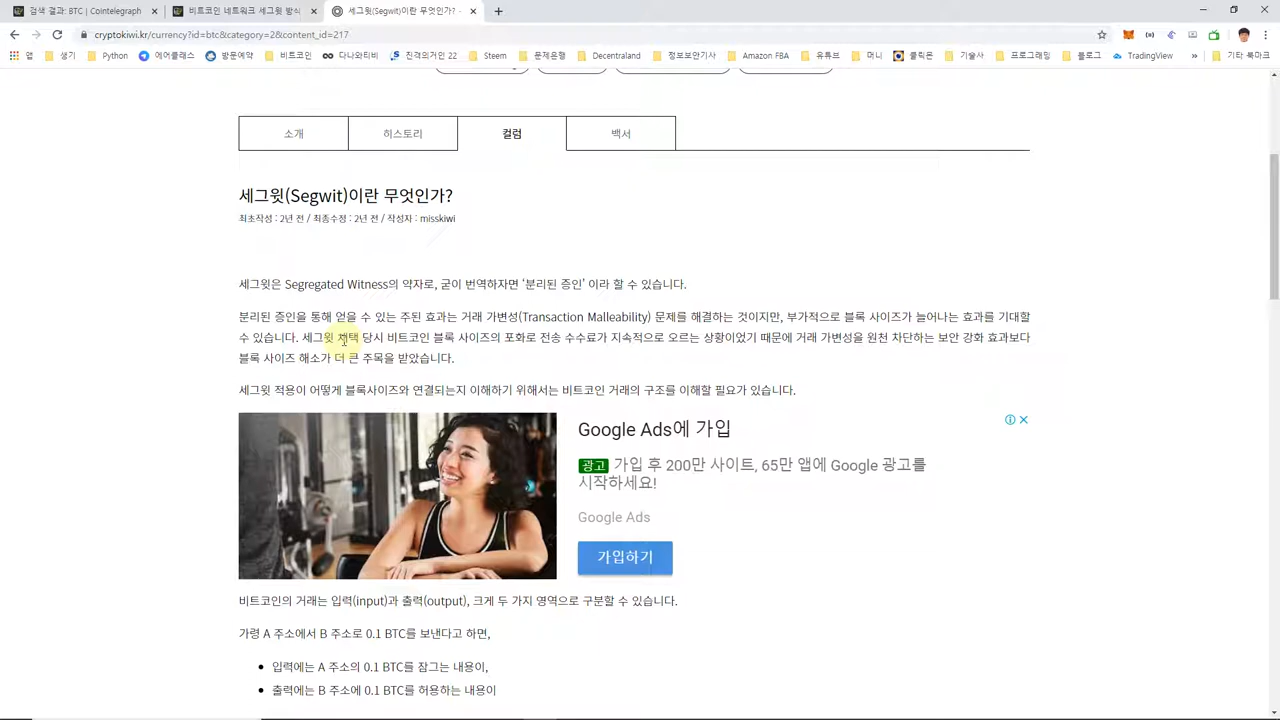 검색 결과: BTC | Cointelegraph
비트코인 네트워크 세그윗 방식
세그윗(Segwit)이란 무엇인가? -
cryptokiwi.kr/currency?id=btc&category=2&content_id=217
앱 생기 Python 에어클래스 방문예약 비트코인 다나와티비 진격의거인 22 Steem 문제은행 Decentraland 정보보안기사 Amazon FBA 유튜브 머니 클릭온 기술사 프로그래밍 블로그 TradingView » 기타 북마크
소개 히스토리 컬럼 백서
세그윗(Segwit)이란 무엇인가?
최초작성 : 2년 전 / 최종수정 : 2년 전 / 작성자 : misskiwi
세그윗은 Segregated Witness의 약자로, 굳이 번역하자면 ‘분리된 증인’ 이라 할 수 있습니다.
분리된 증인을 통해 얻을 수 있는 주된 효과는 거래 가변성(Transaction Malleability) 문제를 해결하는 것이지만, 부가적으로 블록 사이즈가 늘어나는 효과를 기대할
수 있습니다. 세그윗 채택 당시 비트코인 블록 사이즈의 포화로 전송 수수료가 지속적으로 오르는 상황이었기 때문에 거래 가변성을 원천 차단하는 보안 강화 효과보다
블록 사이즈 해소가 더 큰 주목을 받았습니다.
세그윗 적용이 어떻게 블록사이즈와 연결되는지 이해하기 위해서는 비트코인 거래의 구조를 이해할 필요가 있습니다.
Google Ads에 가입
광고 가입 후 200만 사이트, 65만 앱에 Google 광고를
시작하세요!
Google Ads
가입하기
비트코인의 거래는 입력(input)과 출력(output), 크게 두 가지 영역으로 구분할 수 있습니다.
가령 A 주소에서 B 주소로 0.1 BTC를 보낸다고 하면,
• 입력에는 A 주소의 0.1 BTC를 잠그는 내용이,
• 출력에는 B 주소에 0.1 BTC를 허용하는 내용이